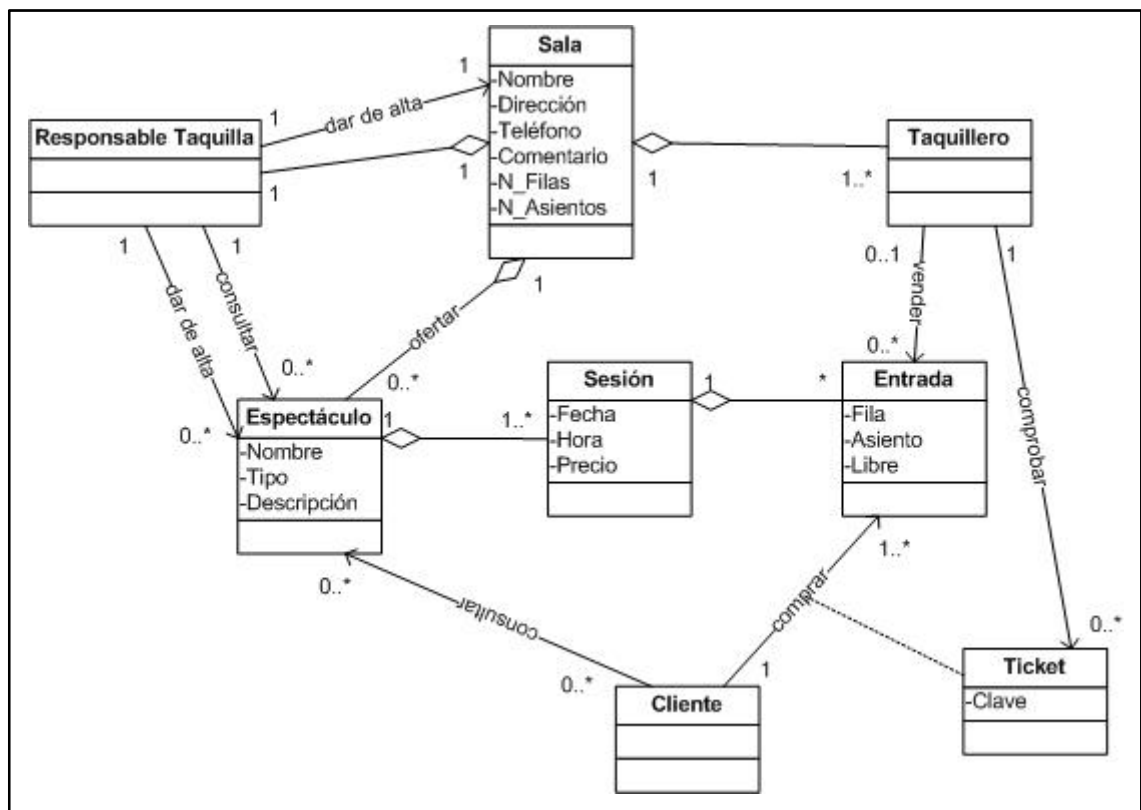 Sala
-Nombre
-Dirección
-Teléfono
-Comentario
-N_Filas
-N_Asientos
Responsable Taquilla
1
dar de alta
1
1
1
Taquillero
1
1..*
1
dar de alta
0..*
1
consultar
0..*
1
ofertar
0..*
0..1
vender
0..*
1
comprobar
0..*
Espectáculo
-Nombre
-Tipo
-Descripción
1
1..*
Sesión
-Fecha
-Hora
-Precio
1
*
Entrada
-Fila
-Asiento
-Libre
0..*
consultar
0..*
1..*
comprar
1
Cliente
Ticket
-Clave